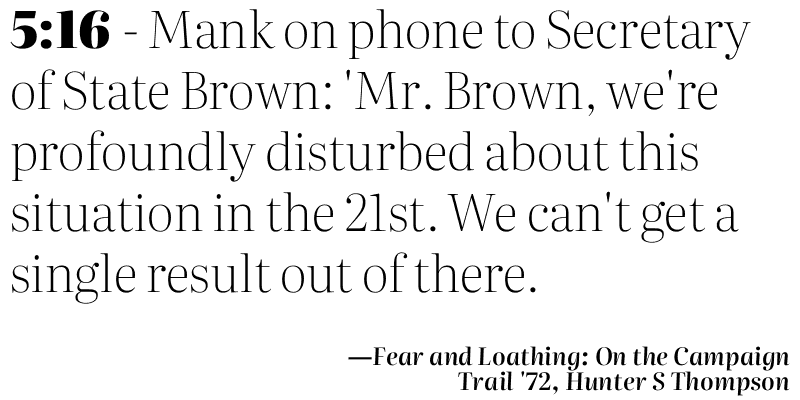 5:16 - Mank on phone to Secretary
of State Brown: 'Mr. Brown, we're
profoundly disturbed about this
situation in the 21st. We can't get a
single result out of there.
—Fear and Loathing: On the Campaign
Trail '72, Hunter S Thompson